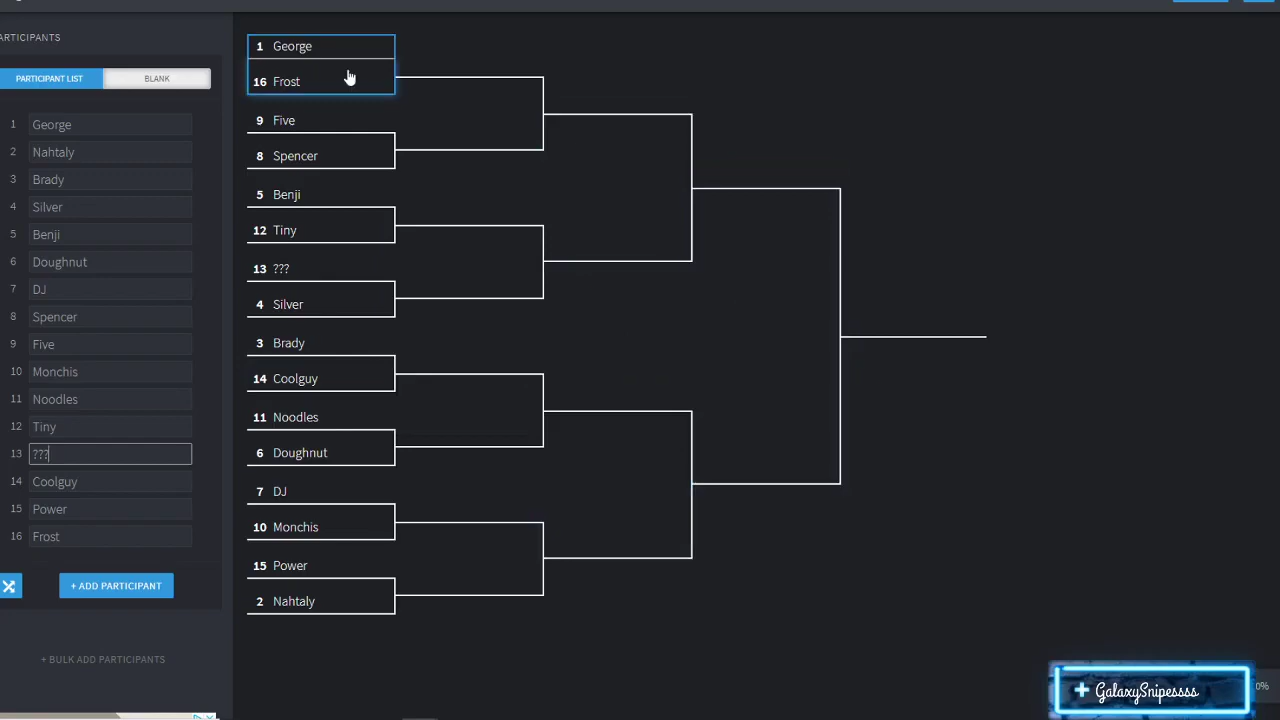 PARTICIPANTS
PARTICIPANT LIST
BLANK
1 George
2 Nahtaly
3 Brady
4 Silver
5 Benji
6 Doughnut
7 DJ
8 Spencer
9 Five
10 Monchis
11 Noodles
12 Tiny
13 ???
14 Coolguy
15 Power
16 Frost
+ ADD PARTICIPANT
+ BULK ADD PARTICIPANTS
1 George
16 Frost
9 Five
8 Spencer
5 Benji
12 Tiny
13 ???
4 Silver
3 Brady
14 Coolguy
11 Noodles
6 Doughnut
7 DJ
10 Monchis
15 Power
2 Nahtaly
+ GalaxySnipessss
0%